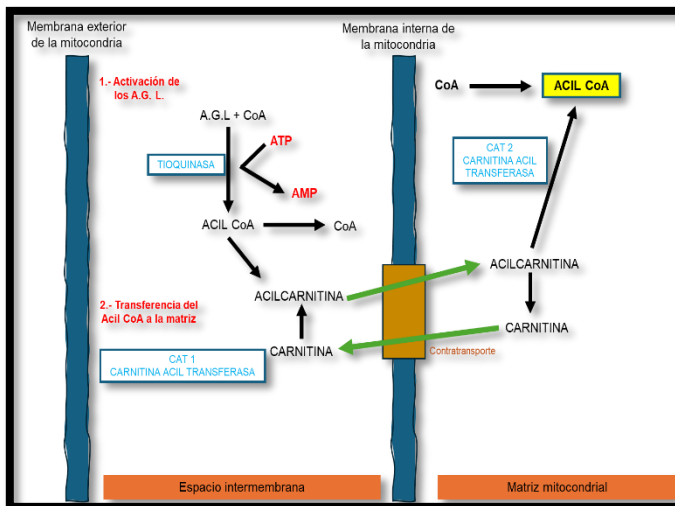 Membrana exterior
de la mitocondria
Membrana interna de
la mitocondria
1.- Activación de
los A.G. L.
A.G.L + CoA
ATP
TIOQUINASA
AMP
ACIL CoA
CoA
CoA
ACIL CoA
CAT 2
CARNITINA ACIL
TRANSFERASA
ACILCARNITINA
CARNITINA
2.- Transferencia del
Acil CoA a la matriz
ACILCARNITINA
CARNITINA
CAT 1
CARNITINA ACIL TRANSFERASA
Contratransporte
Espacio intermembrana
Matriz mitocondrial